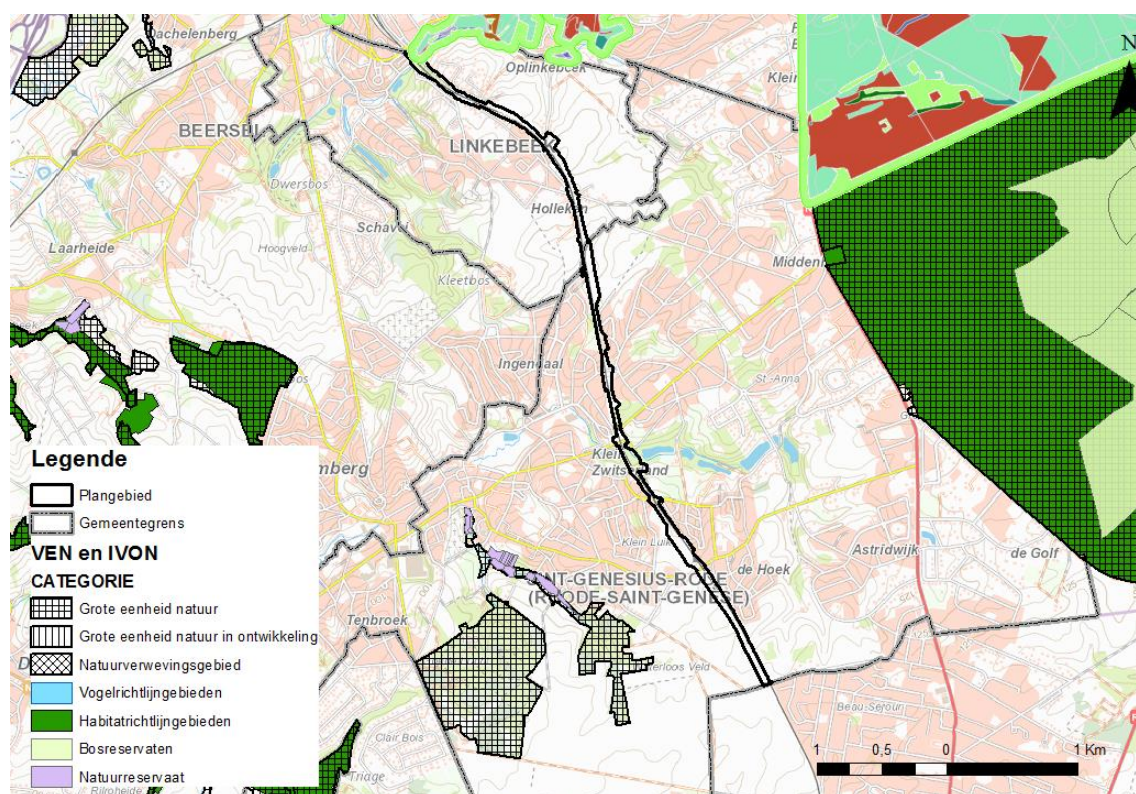 Dachelenberg
Oplinkebeek
N
BEERSEL
LINKEBEEK
Dwersbos
Holleken
Schavei
Laarheide
Hoogveld
Kleetbos
Ingendaal
St-Anna
Klein
Zwitserland
Klein Luik
Astridwijk
de Golf
de Hoek
SINT-GENESIUS-RODE
(RHODE-SAINT-GENESE)
Tenbroek
Beau-Séjour
Clair Bois
Triage
Legende
Plangebied
Gemeentegrens
VEN en IVON
CATEGORIE
Grote eenheid natuur
Grote eenheid natuur in ontwikkeling
Natuurverwevingsgebied
Vogelrichtlijngebieden
Habitatrichtlijngebieden
Bosreservaten
Natuurreservaat
1 0,5 0 1 Km